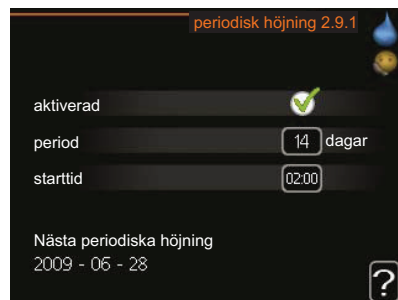 periodisk höjning 2.9.1
aktiverad
period 14 dagar
starttid 02:00
Nästa periodiska höjning
2009 - 06 - 28
?